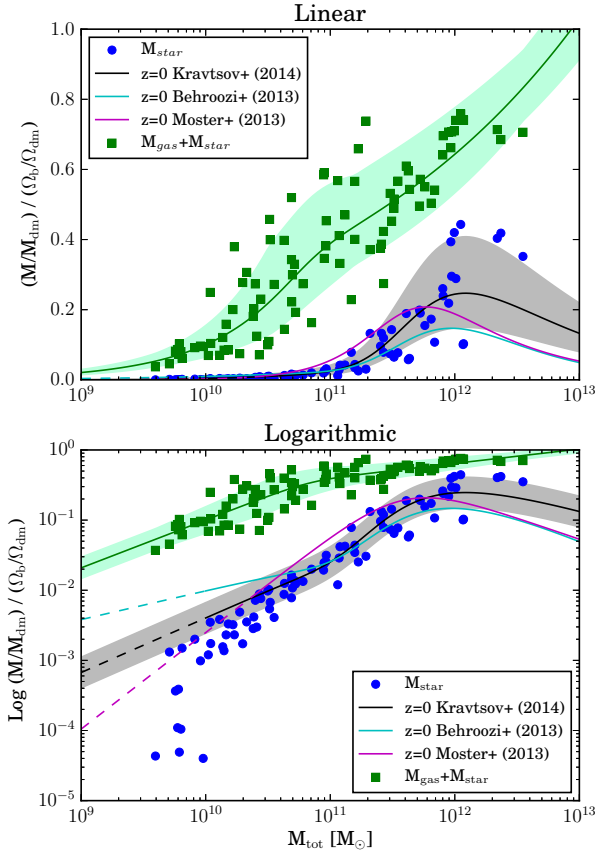 Linear
1.0
0.8
0.6
0.4
0.2
0.0
(M/M_dm) / (Ω_b/Ω_dm)
M_star
z=0 Kravtsov+ (2014)
z=0 Behroozi+ (2013)
z=0 Moster+ (2013)
M_gas+M_star
10^9 10^10 10^11 10^12 10^13
Logarithmic
10^0
10^-1
10^-2
10^-3
10^-4
10^-5
Log (M/M_dm) / (Ω_b/Ω_dm)
M_star
z=0 Kravtsov+ (2014)
z=0 Behroozi+ (2013)
z=0 Moster+ (2013)
M_gas+M_star
10^9 10^10 10^11 10^12 10^13
M_tot [M_⊙]